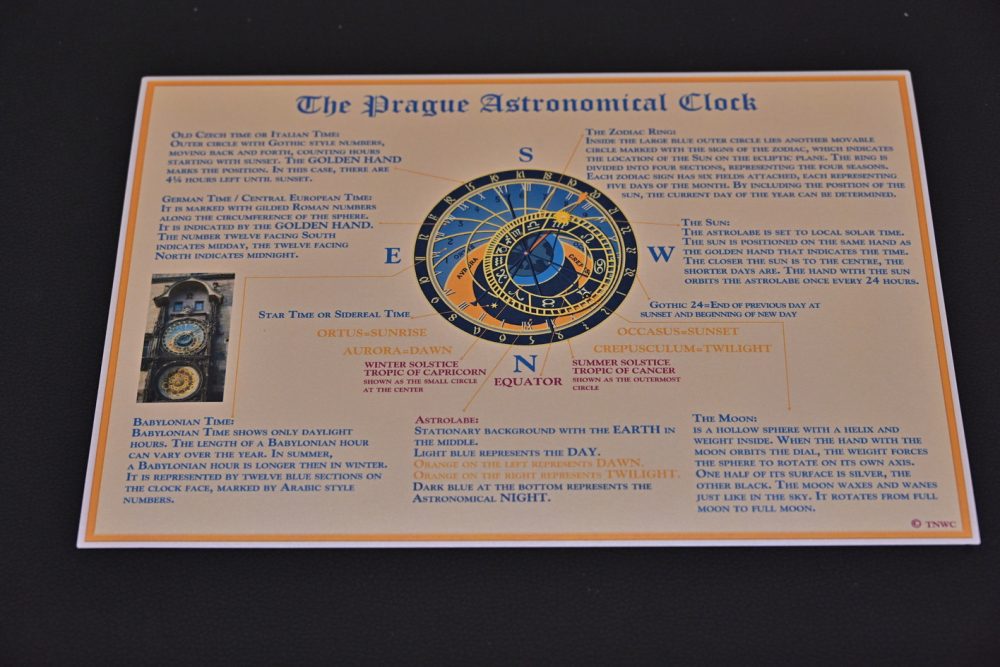 The Prague Astronomical Clock
Old Czech time or Italian Time:
Outer circle with Gothic style numbers,
moving back and forth, counting hours
starting with sunset. The GOLDEN HAND
marks the position. In this case, there are
4¼ hours left until sunset.
German Time / Central European Time:
It is marked with gilded Roman numbers
along the circumference of the sphere.
It is indicated by the GOLDEN HAND.
The number twelve facing South
indicates midday, the twelve facing
North indicates midnight.
The Zodiac Ring:
Inside the large blue outer circle lies another movable
circle marked with the signs of the zodiac, which indicates
the location of the Sun on the ecliptic plane. The ring is
divided into four sections, representing the four seasons.
Each zodiac sign has six fields attached, each representing
five days of the month. By including the position of the
sun, the current day of the year can be determined.
The Sun:
The astrolabe is set to local solar time.
The sun is positioned on the same hand as
the golden hand that indicates the time.
The closer the sun is to the centre, the
shorter days are. The hand with the sun
orbits the astrolabe once every 24 hours.
S
E
W
N
Star Time or Sidereal Time
Gothic 24=End of previous day at
sunset and beginning of new day
ORTUS=SUNRISE
AURORA=DAWN
OCCASUS=SUNSET
CREPUSCULUM=TWILIGHT
WINTER SOLSTICE
TROPIC OF CAPRICORN
shown as the small circle
at the center
EQUATOR
SUMMER SOLSTICE
TROPIC OF CANCER
shown as the outermost
circle
Babylonian Time:
Babylonian Time shows only daylight
hours. The length of a Babylonian hour
can vary over the year. In summer,
a Babylonian hour is longer then in winter.
It is represented by twelve blue sections on
the clock face, marked by Arabic style
numbers.
Astrolabe:
Stationary background with the EARTH in
the middle.
Light blue represents the DAY.
Orange on the left represents DAWN.
Orange on the right represents TWILIGHT.
Dark blue at the bottom represents the
Astronomical NIGHT.
The Moon:
is a hollow sphere with a helix and
weight inside. When the hand with the
moon orbits the dial, the weight forces
the sphere to rotate on its own axis.
One half of its surface is silver, the
other black. The moon waxes and wanes
just like in the sky. It rotates from full
moon to full moon.
© TNWC